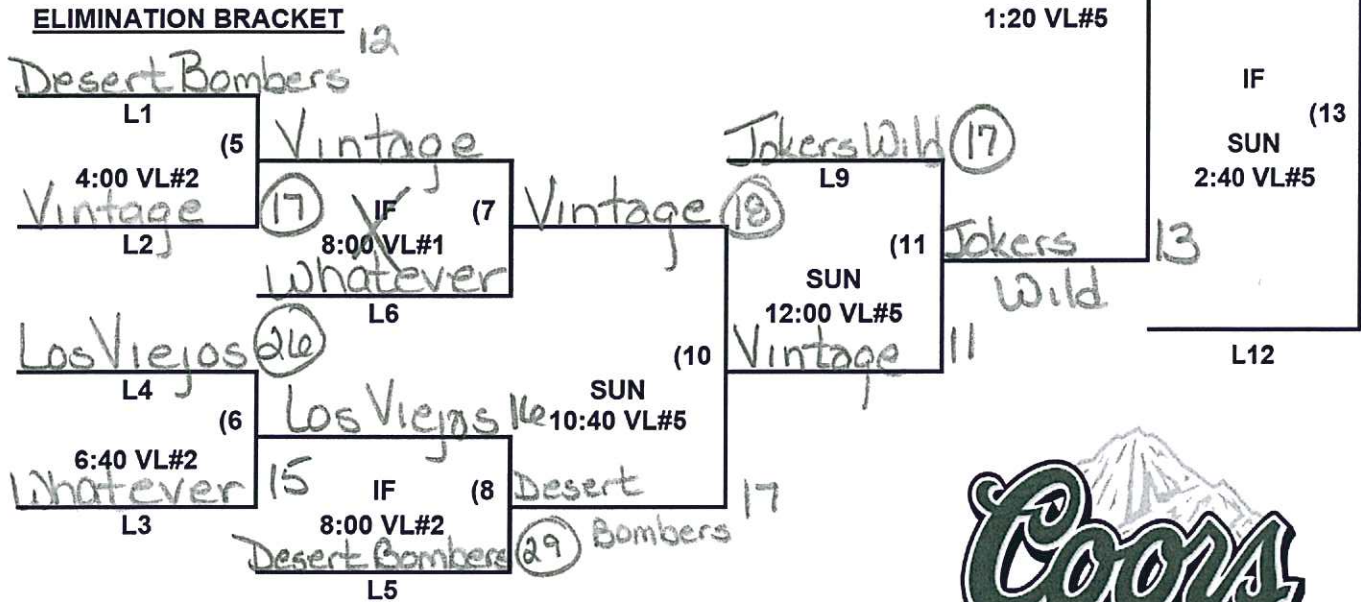 ELIMINATION BRACKET
12
1:20 VL#5
Desert Bombers
L1
IF
(13
SUN
2:40 VL#5
(5
Vintage
Jokers Wild 17
L9
4:00 VL#2
Vintage 17
L2
IF
(7
8:00 VL#1
Vintage 18
Whatever
L6
(11
Jokers 13
Wild
SUN
12:00 VL#5
Los Viejos 26
L4
(10
Vintage 11
L12
(6
Los Viejos 16
SUN
10:40 VL#5
6:40 VL#2
Whatever 15
L3
IF
(8
Desert 17
Bombers
8:00 VL#2
Desert Bombers 29
L5
Coors